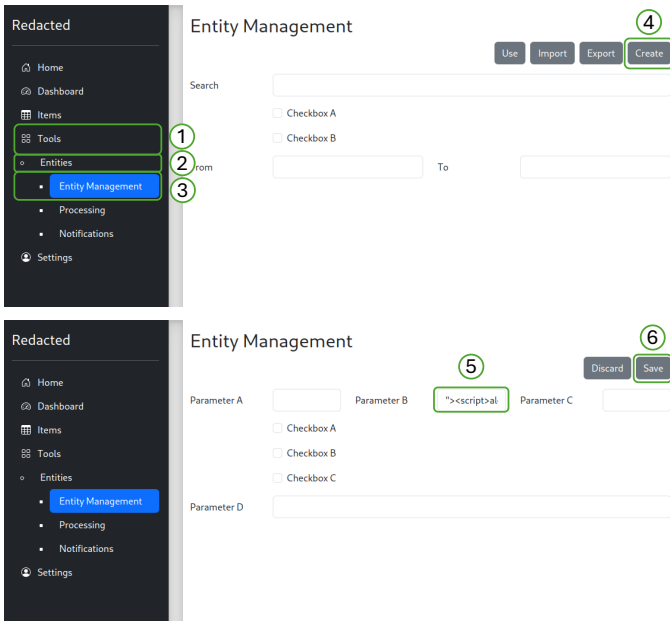 Redacted
Home
Dashboard
Items
Tools
Entities
Entity Management
Processing
Notifications
Settings
1
2
3
Entity Management
4
Use Import Export Create
Search
Checkbox A
Checkbox B
rom To
Redacted
Home
Dashboard
Items
Tools
Entities
Entity Management
Processing
Notifications
Settings
Entity Management
6
5
Discard Save
Parameter A Parameter B "><script>al Parameter C
Checkbox A
Checkbox B
Checkbox C
Parameter D